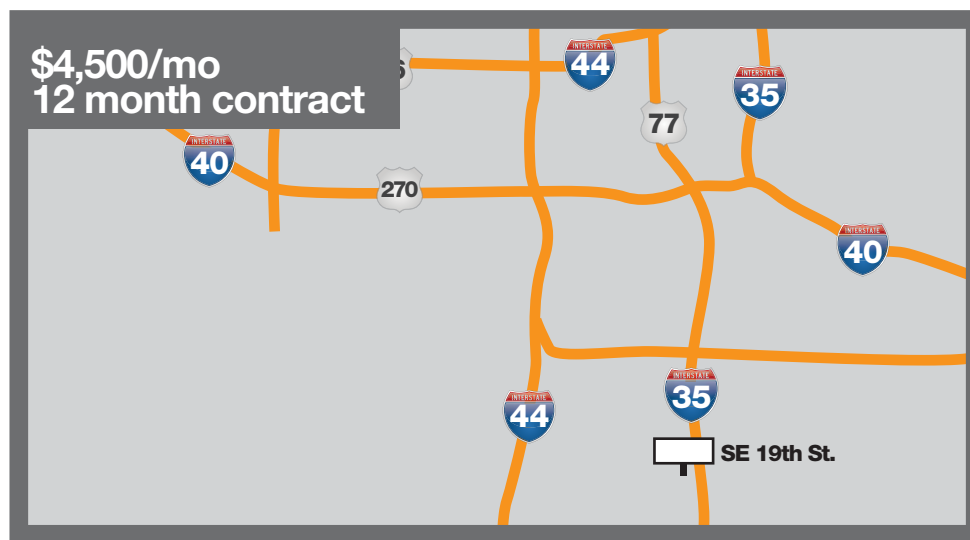 $4,500/mo
12 month contract
INTERSTATE
44
INTERSTATE
35
77
INTERSTATE
40
270
INTERSTATE
40
INTERSTATE
44
INTERSTATE
35
SE 19th St.